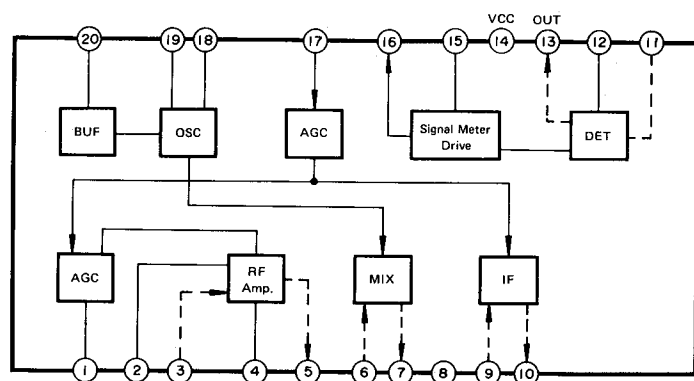 VCC OUT
20 19 18 17 16 15 14 13 12 11
BUF
OSC
AGC
Signal Meter
Drive
DET
AGC
RF
Amp.
MIX
IF
1 2 3 4 5 6 7 8 9 10